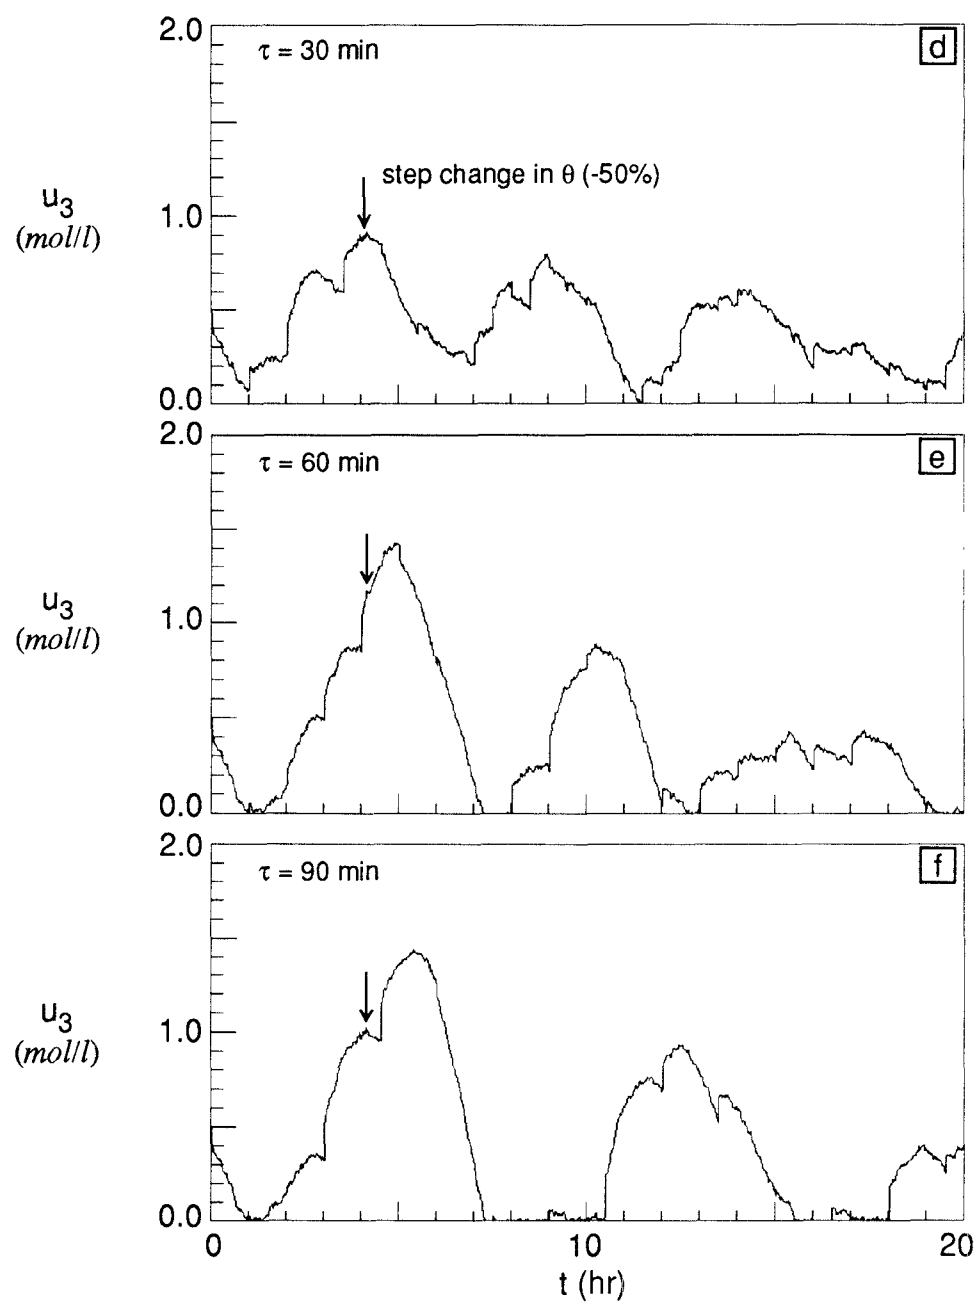 2.0
τ = 30 min
d
step change in θ (-50%)
u3
(mol/l)
1.0
0.0
2.0
τ = 60 min
e
u3
(mol/l)
1.0
0.0
2.0
τ = 90 min
f
u3
(mol/l)
1.0
0.0
0 10 20
t (hr)